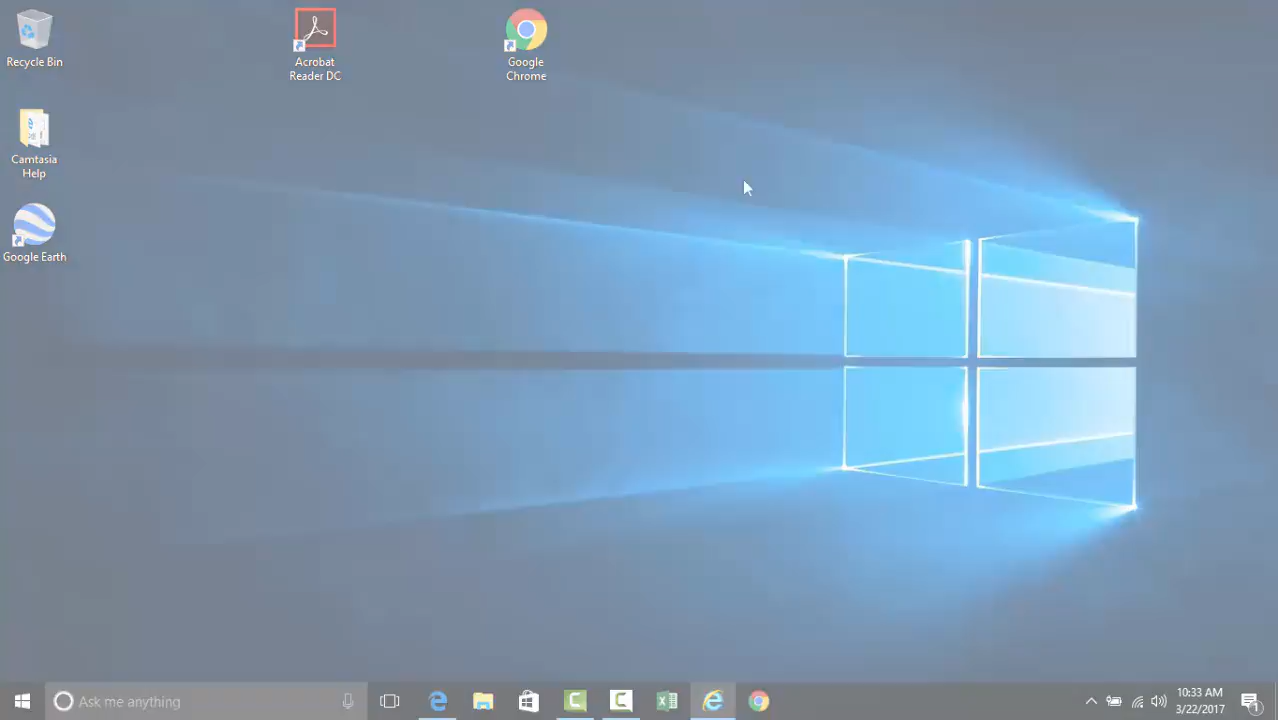 Recycle Bin
Acrobat
Reader DC
Google
Chrome
Camtasia
Help
Google Earth
Ask me anything
10:33 AM
3/22/2017
1